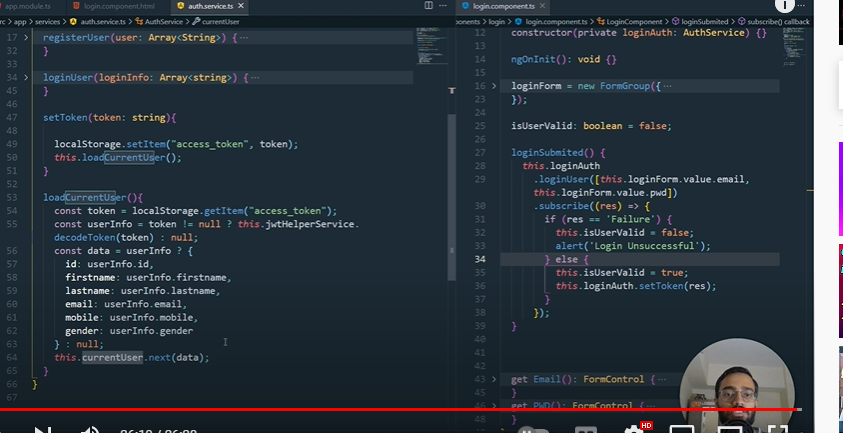 app.module.ts login.component.html auth.service.ts
app > services > auth.service.ts > AuthService > currentUser
17 registerUser(user: Array<String>) {
32 }
33
34 loginUser(loginInfo: Array<string>) {
45 }
46
47 setToken(token: string){
48
49 localStorage.setItem("access_token", token);
50 this.loadCurrentUser();
51 }
52
53 loadCurrentUser(){
54 const token = localStorage.getItem("access_token");
55 const userInfo = token != null ? this.jwtHelperService.
decodeToken(token) : null;
56 const data = userInfo ? {
57 id: userInfo.id,
58 firstname: userInfo.firstname,
59 lastname: userInfo.lastname,
60 email: userInfo.email,
61 mobile: userInfo.mobile,
62 gender: userInfo.gender
63 } : null;
64 this.currentUser.next(data);
65 }
66 }
67
login.component.ts
ponents > login > login.component.ts > LoginComponent > loginSubmited > subscribe() callback
12 constructor(private loginAuth: AuthService) {}
13
14 ngOnInit(): void {}
15
16 loginForm = new FormGroup({
23 });
24
25 isUserValid: boolean = false;
26
27 loginSubmited() {
28 this.loginAuth
29 .loginUser([this.loginForm.value.email,
this.loginForm.value.pwd])
30 .subscribe((res) => {
31 if (res == 'Failure') {
32 this.isUserValid = false;
33 alert('Login Unsuccessful');
34 } else {
35 this.isUserValid = true;
36 this.loginAuth.setToken(res);
37 }
38 });
39 }
40
41
42
43 get Email(): FormControl {
45 }
46 get PWD(): FormControl {
HD